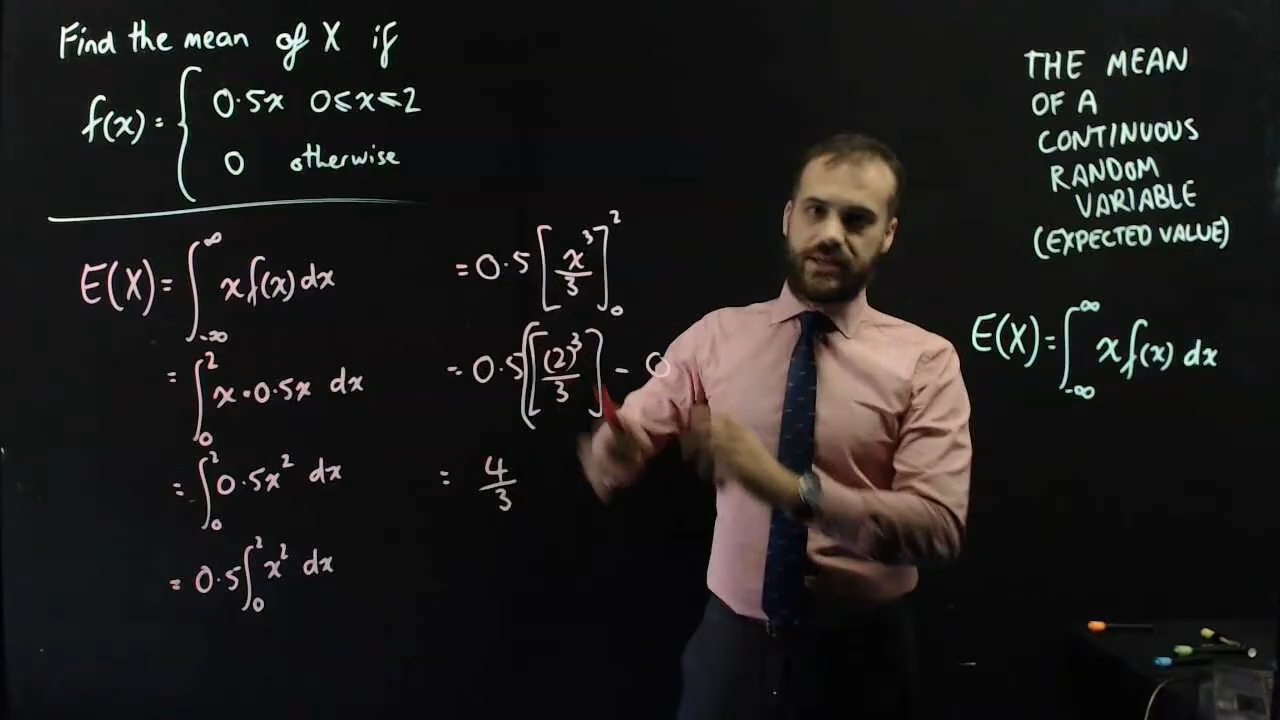 Find the mean of X if
f(x) = { 0.5x 0≤x≤2
0 otherwise
E(X) = ∫_{-∞}^{∞} x f(x) dx
= ∫_0^2 x • 0.5x dx
= ∫_0^2 0.5x² dx
= 0.5 ∫_0^2 x² dx
= 0.5 [x³/3]_0^2
= 0.5 ([(2)³/3] - 0
= 4/3
THE MEAN
OF A
CONTINUOUS
RANDOM
VARIABLE
(EXPECTED VALUE)
E(X) = ∫_{-∞}^{∞} x f(x) dx